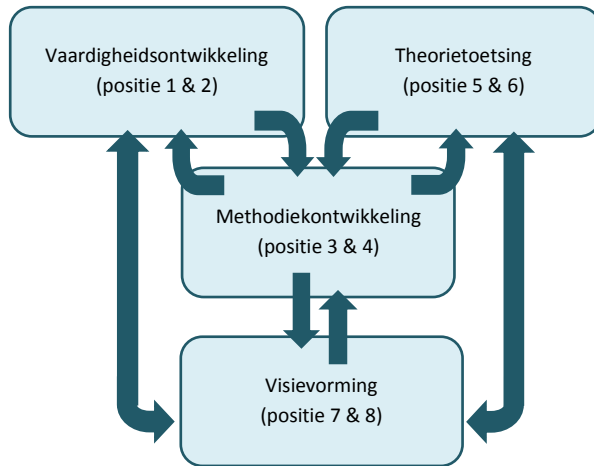 Vaardigheidsontwikkeling
(positie 1 & 2)
Theorietoetsing
(positie 5 & 6)
Methodiekontwikkeling
(positie 3 & 4)
Visievorming
(positie 7 & 8)